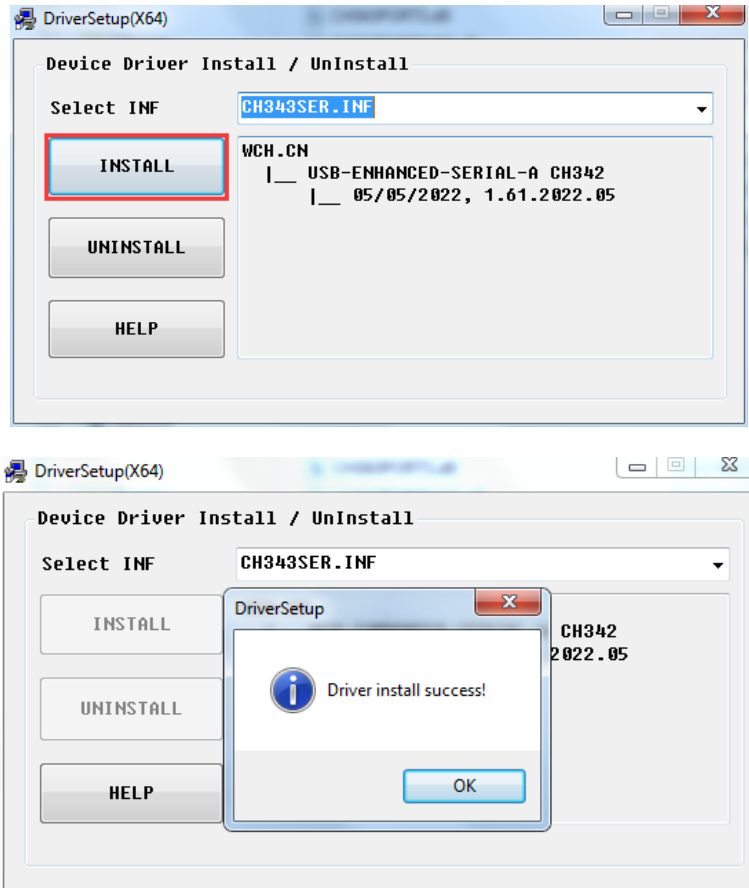 DriverSetup(X64)
Device Driver Install / UnInstall
Select INF
CH343SER.INF
INSTALL
WCH.CN
|__ USB-ENHANCED-SERIAL-A CH342
|__ 05/05/2022, 1.61.2022.05
UNINSTALL
HELP
DriverSetup(X64)
Device Driver Install / UnInstall
Select INF
CH343SER.INF
INSTALL
DriverSetup
CH342
2022.05
Driver install success!
UNINSTALL
OK
HELP